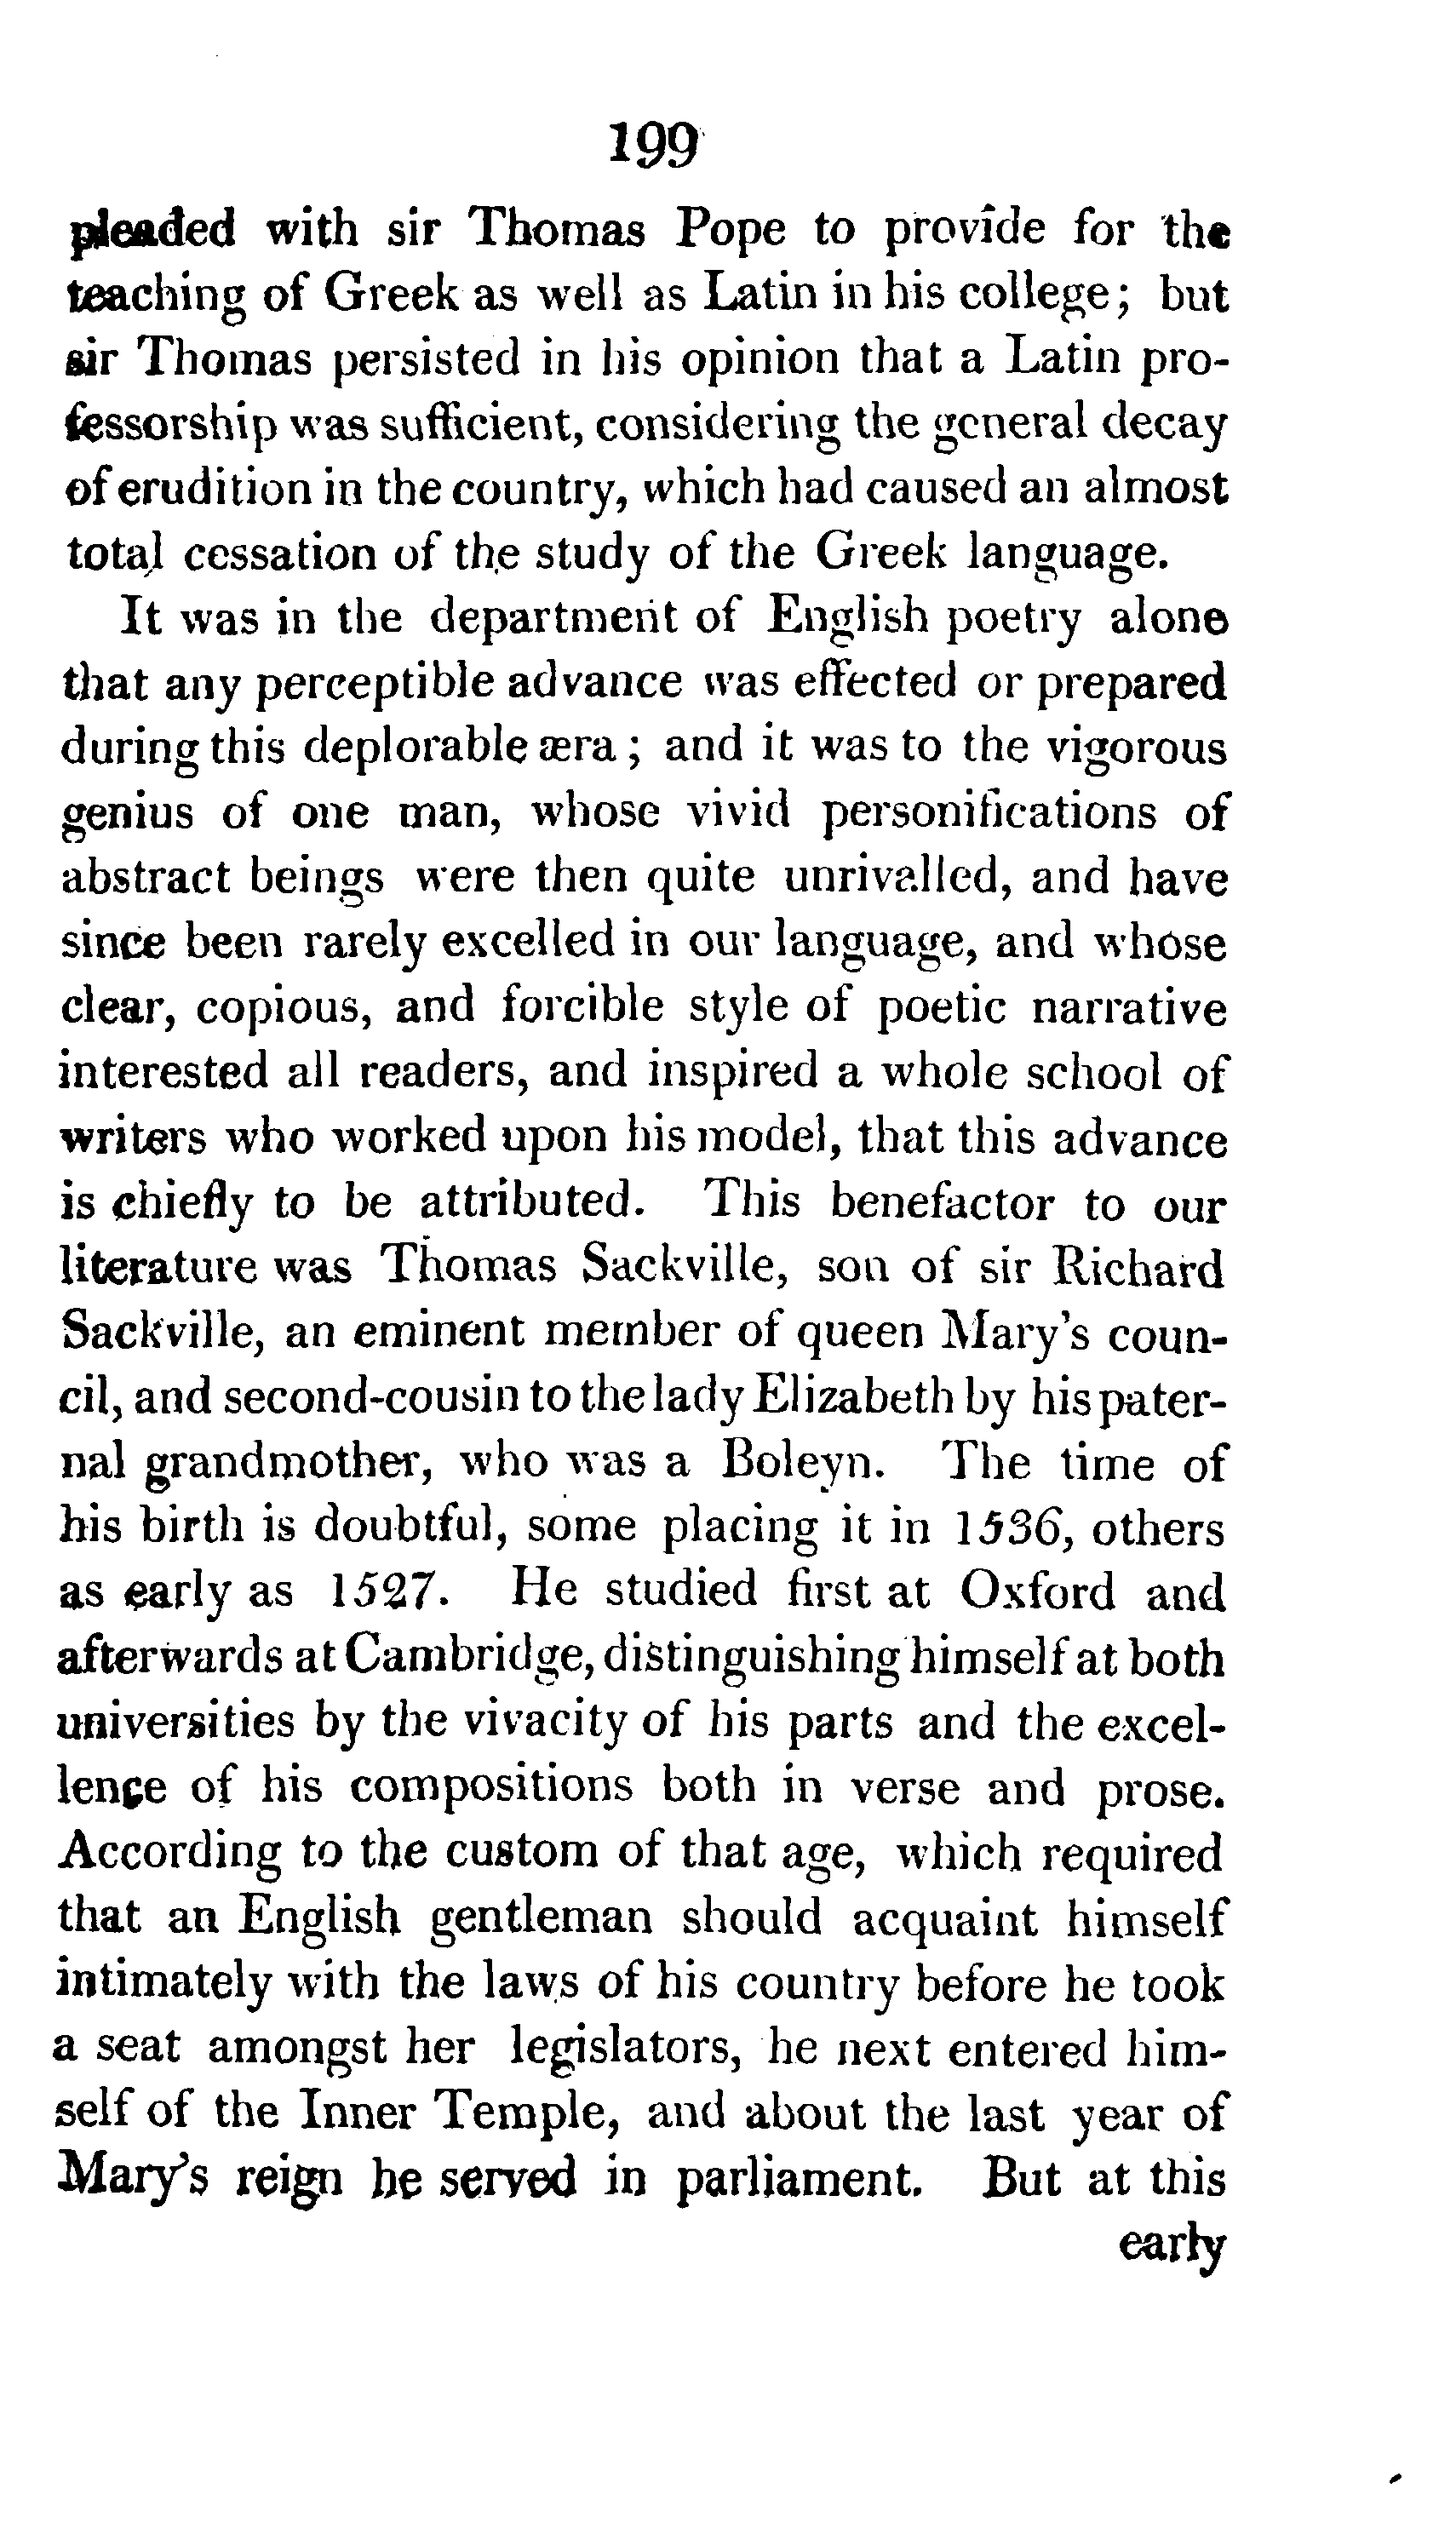 199
pleaded with sir Thomas Pope to provide for the
teaching of Greek as well as Latin in his college; but
sir Thomas persisted in his opinion that a Latin pro-
fessorship was sufficient, considering the general decay
of erudition in the country, which had caused an almost
total cessation of the study of the Greek language.
It was in the department of English poetry alone
that any perceptible advance was effected or prepared
during this deplorable æra; and it was to the vigorous
genius of one man, whose vivid personifications of
abstract beings were then quite unrivalled, and have
since been rarely excelled in our language, and whose
clear, copious, and forcible style of poetic narrative
interested all readers, and inspired a whole school of
writers who worked upon his model, that this advance
is chiefly to be attributed. This benefactor to our
literature was Thomas Sackville, son of sir Richard
Sackville, an eminent member of queen Mary's coun-
cil, and second-cousin to the lady Elizabeth by his pater-
nal grandmother, who was a Boleyn. The time of
his birth is doubtful, some placing it in 1536, others
as early as 1527. He studied first at Oxford and
afterwards at Cambridge, distinguishing himself at both
universities by the vivacity of his parts and the excel-
lence of his compositions both in verse and prose.
According to the custom of that age, which required
that an English gentleman should acquaint himself
intimately with the laws of his country before he took
a seat amongst her legislators, he next entered him-
self of the Inner Temple, and about the last year of
Mary's reign he served in parliament. But at this
early